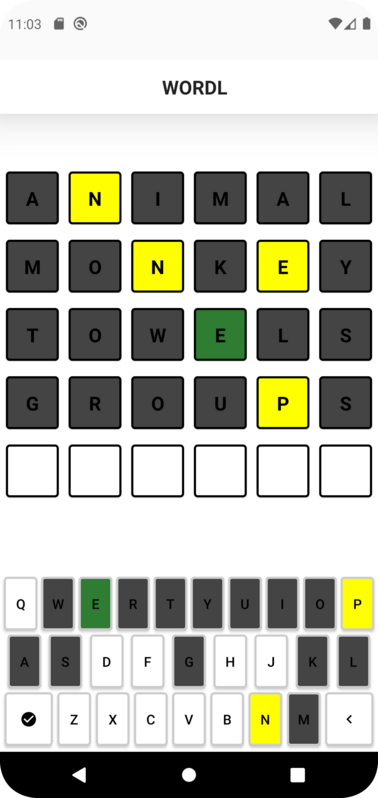 11:03
WORDL
A N I M A L
M O N K E Y
T O W E L S
G R O U P S
Q W E R T Y U I O P
A S D F G H J K L
Z X C V B N M <